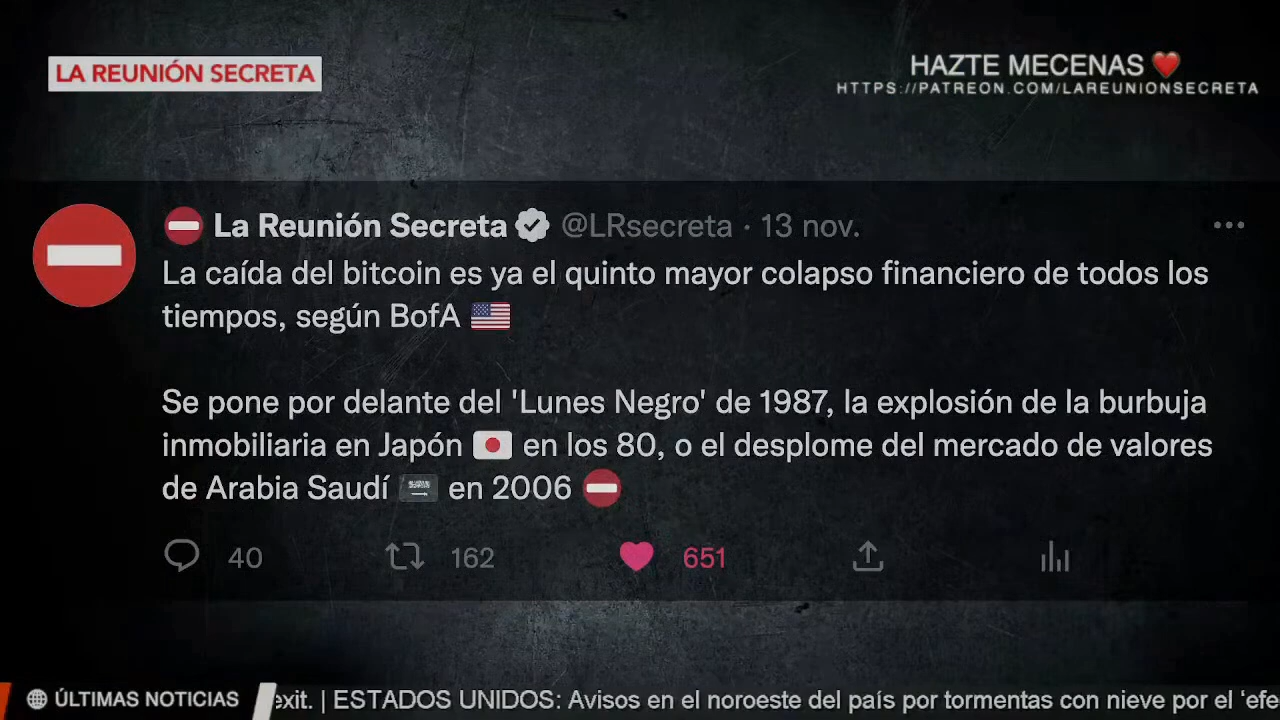 LA REUNIÓN SECRETA
HAZTE MECENAS ❤️
HTTPS://PATREON.COM/LAREUNIONSECRETA
⛔ La Reunión Secreta @LRsecreta · 13 nov.
La caída del bitcoin es ya el quinto mayor colapso financiero de todos los
tiempos, según BofA 🇺🇸
Se pone por delante del 'Lunes Negro' de 1987, la explosión de la burbuja
inmobiliaria en Japón 🇯🇵 en los 80, o el desplome del mercado de valores
de Arabia Saudí 🇸🇦 en 2006 ⛔
40 162 651
ÚLTIMAS NOTICIAS
exit. | ESTADOS UNIDOS: Avisos en el noroeste del país por tormentas con nieve por el ‘efe